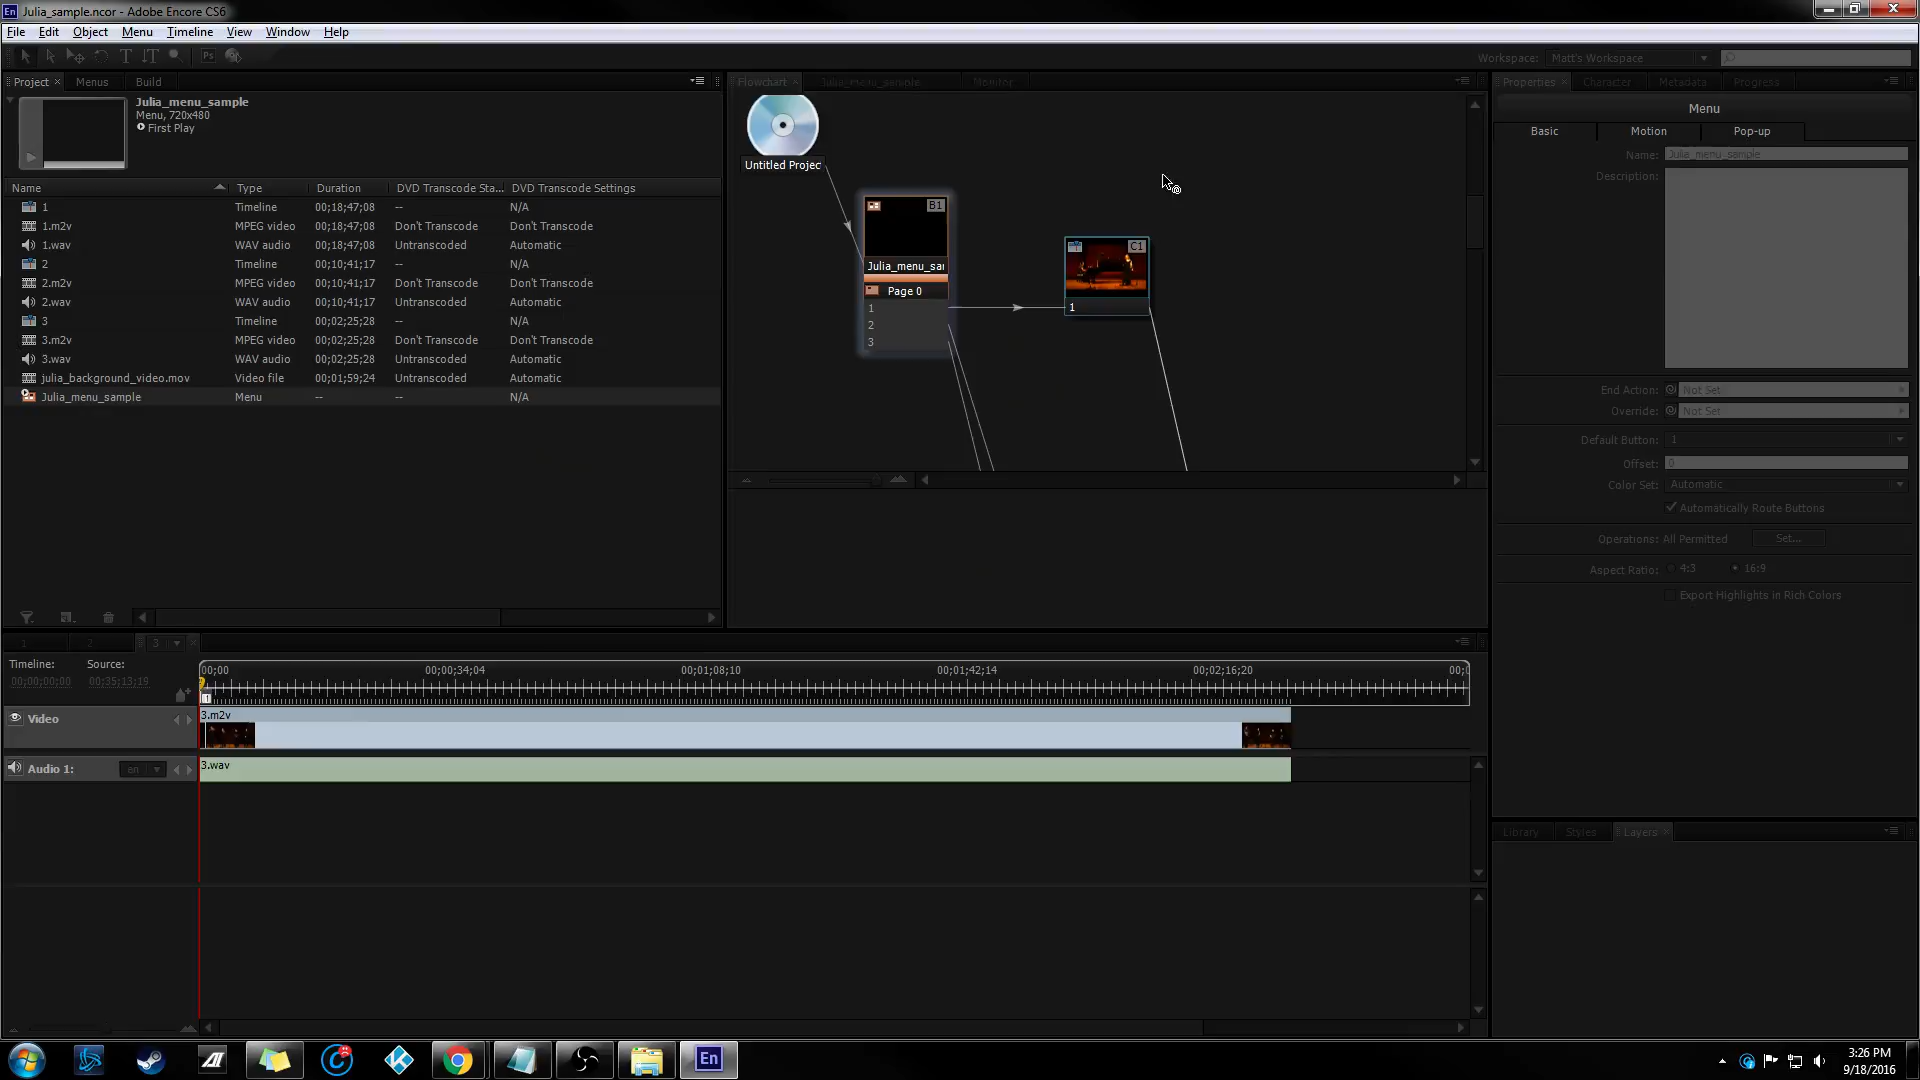 Julia_sample.ncor - Adobe Encore CS6
File Edit Object Menu Timeline View Window Help
Workspace: Matt's Workspace
Project Menus Build
Flowchart Julia_menu_sample Monitor
Properties Character Metadata Progress
Julia_menu_sample
Menu, 720x480
First Play
Name Type Duration DVD Transcode Sta... DVD Transcode Settings
1 Timeline 00;18;47;08 -- N/A
1.m2v MPEG video 00;18;47;08 Don't Transcode Don't Transcode
1.wav WAV audio 00;18;47;08 Untranscoded Automatic
2 Timeline 00;10;41;17 -- N/A
2.m2v MPEG video 00;10;41;17 Don't Transcode Don't Transcode
2.wav WAV audio 00;10;41;17 Untranscoded Automatic
3 Timeline 00;02;25;28 -- N/A
3.m2v MPEG video 00;02;25;28 Don't Transcode Don't Transcode
3.wav WAV audio 00;02;25;28 Untranscoded Automatic
julia_background_video.mov Video file 00;01;59;24 Untranscoded Automatic
Julia_menu_sample Menu -- -- N/A
Untitled Projec
B1
Julia_menu_sai
Page 0
1
2
3
C1
1
Menu
Basic Motion Pop-up
Name: Julia_menu_sample
Description:
End Action: Not Set
Override: Not Set
Default Button: 1
Offset: 0
Color Set: Automatic
Automatically Route Buttons
Operations: All Permitted Set...
Aspect Ratio: 4:3 16:9
Export Highlights in Rich Colors
1 2 3
Timeline: Source:
00;00;00;00 00;35;13;19
00;00 00;00;34;04 00;01;08;10 00;01;42;14 00;02;16;20 00;0
Video
3.m2v
Audio 1: en
3.wav
Library Styles Layers
Ps
En
3:26 PM
9/18/2016